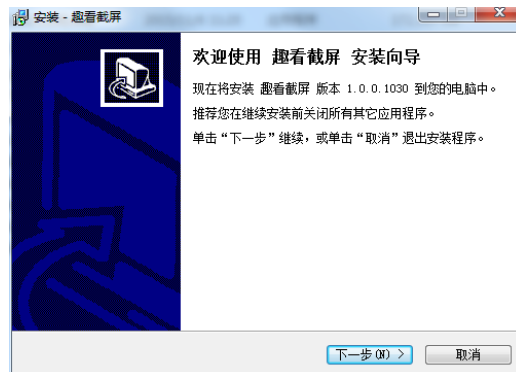 安装 - 趣看截屏
欢迎使用 趣看截屏 安装向导
现在将安装 趣看截屏 版本 1.0.0.1030 到您的电脑中。
推荐您在继续安装前关闭所有其它应用程序。
单击“下一步”继续，或单击“取消”退出安装程序。
下一步(N) >
取消